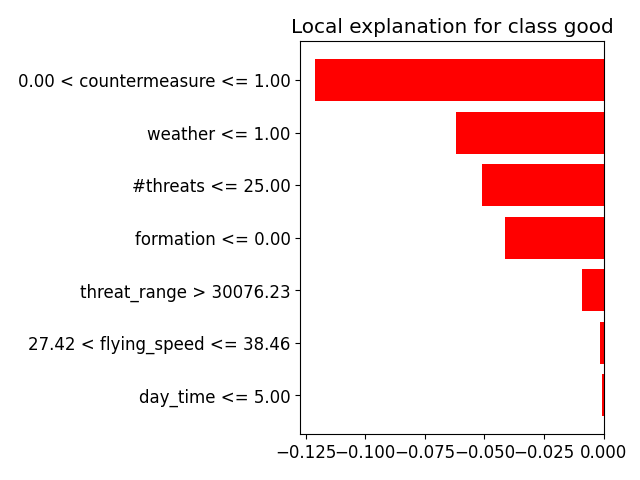 Local explanation for class good
0.00 < countermeasure <= 1.00
weather <= 1.00
#threats <= 25.00
formation <= 0.00
threat_range > 30076.23
27.42 < flying_speed <= 38.46
day_time <= 5.00
−0.125 −0.100 −0.075 −0.050 −0.025 0.000